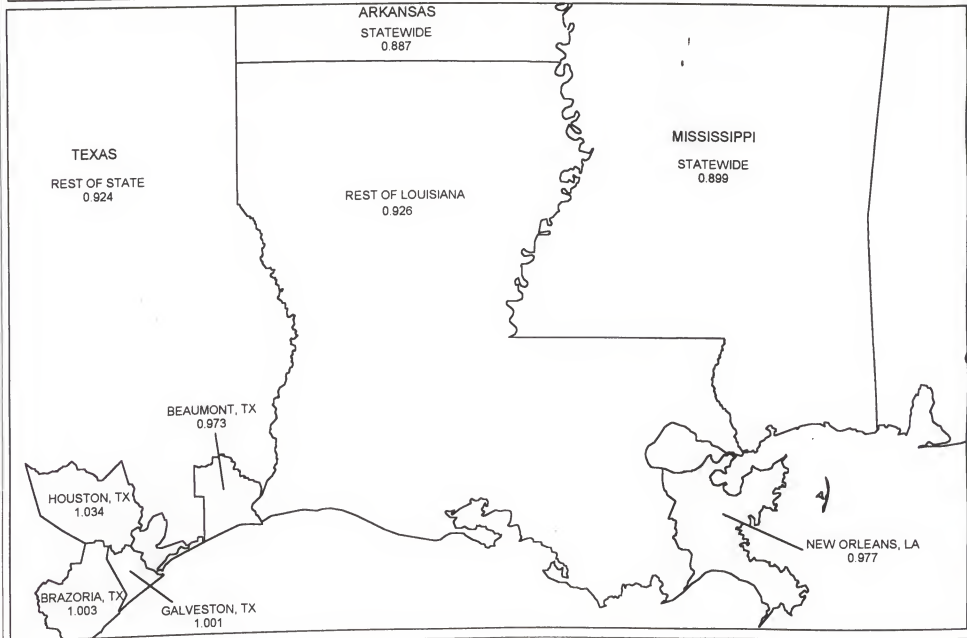 ARKANSAS
STATEWIDE
0.887
TEXAS
REST OF STATE
0.924
REST OF LOUISIANA
0.926
MISSISSIPPI
STATEWIDE
0.899
BEAUMONT, TX
0.973
HOUSTON, TX
1.034
BRAZORIA, TX
1.003
GALVESTON, TX
1.001
NEW ORLEANS, LA
0.977